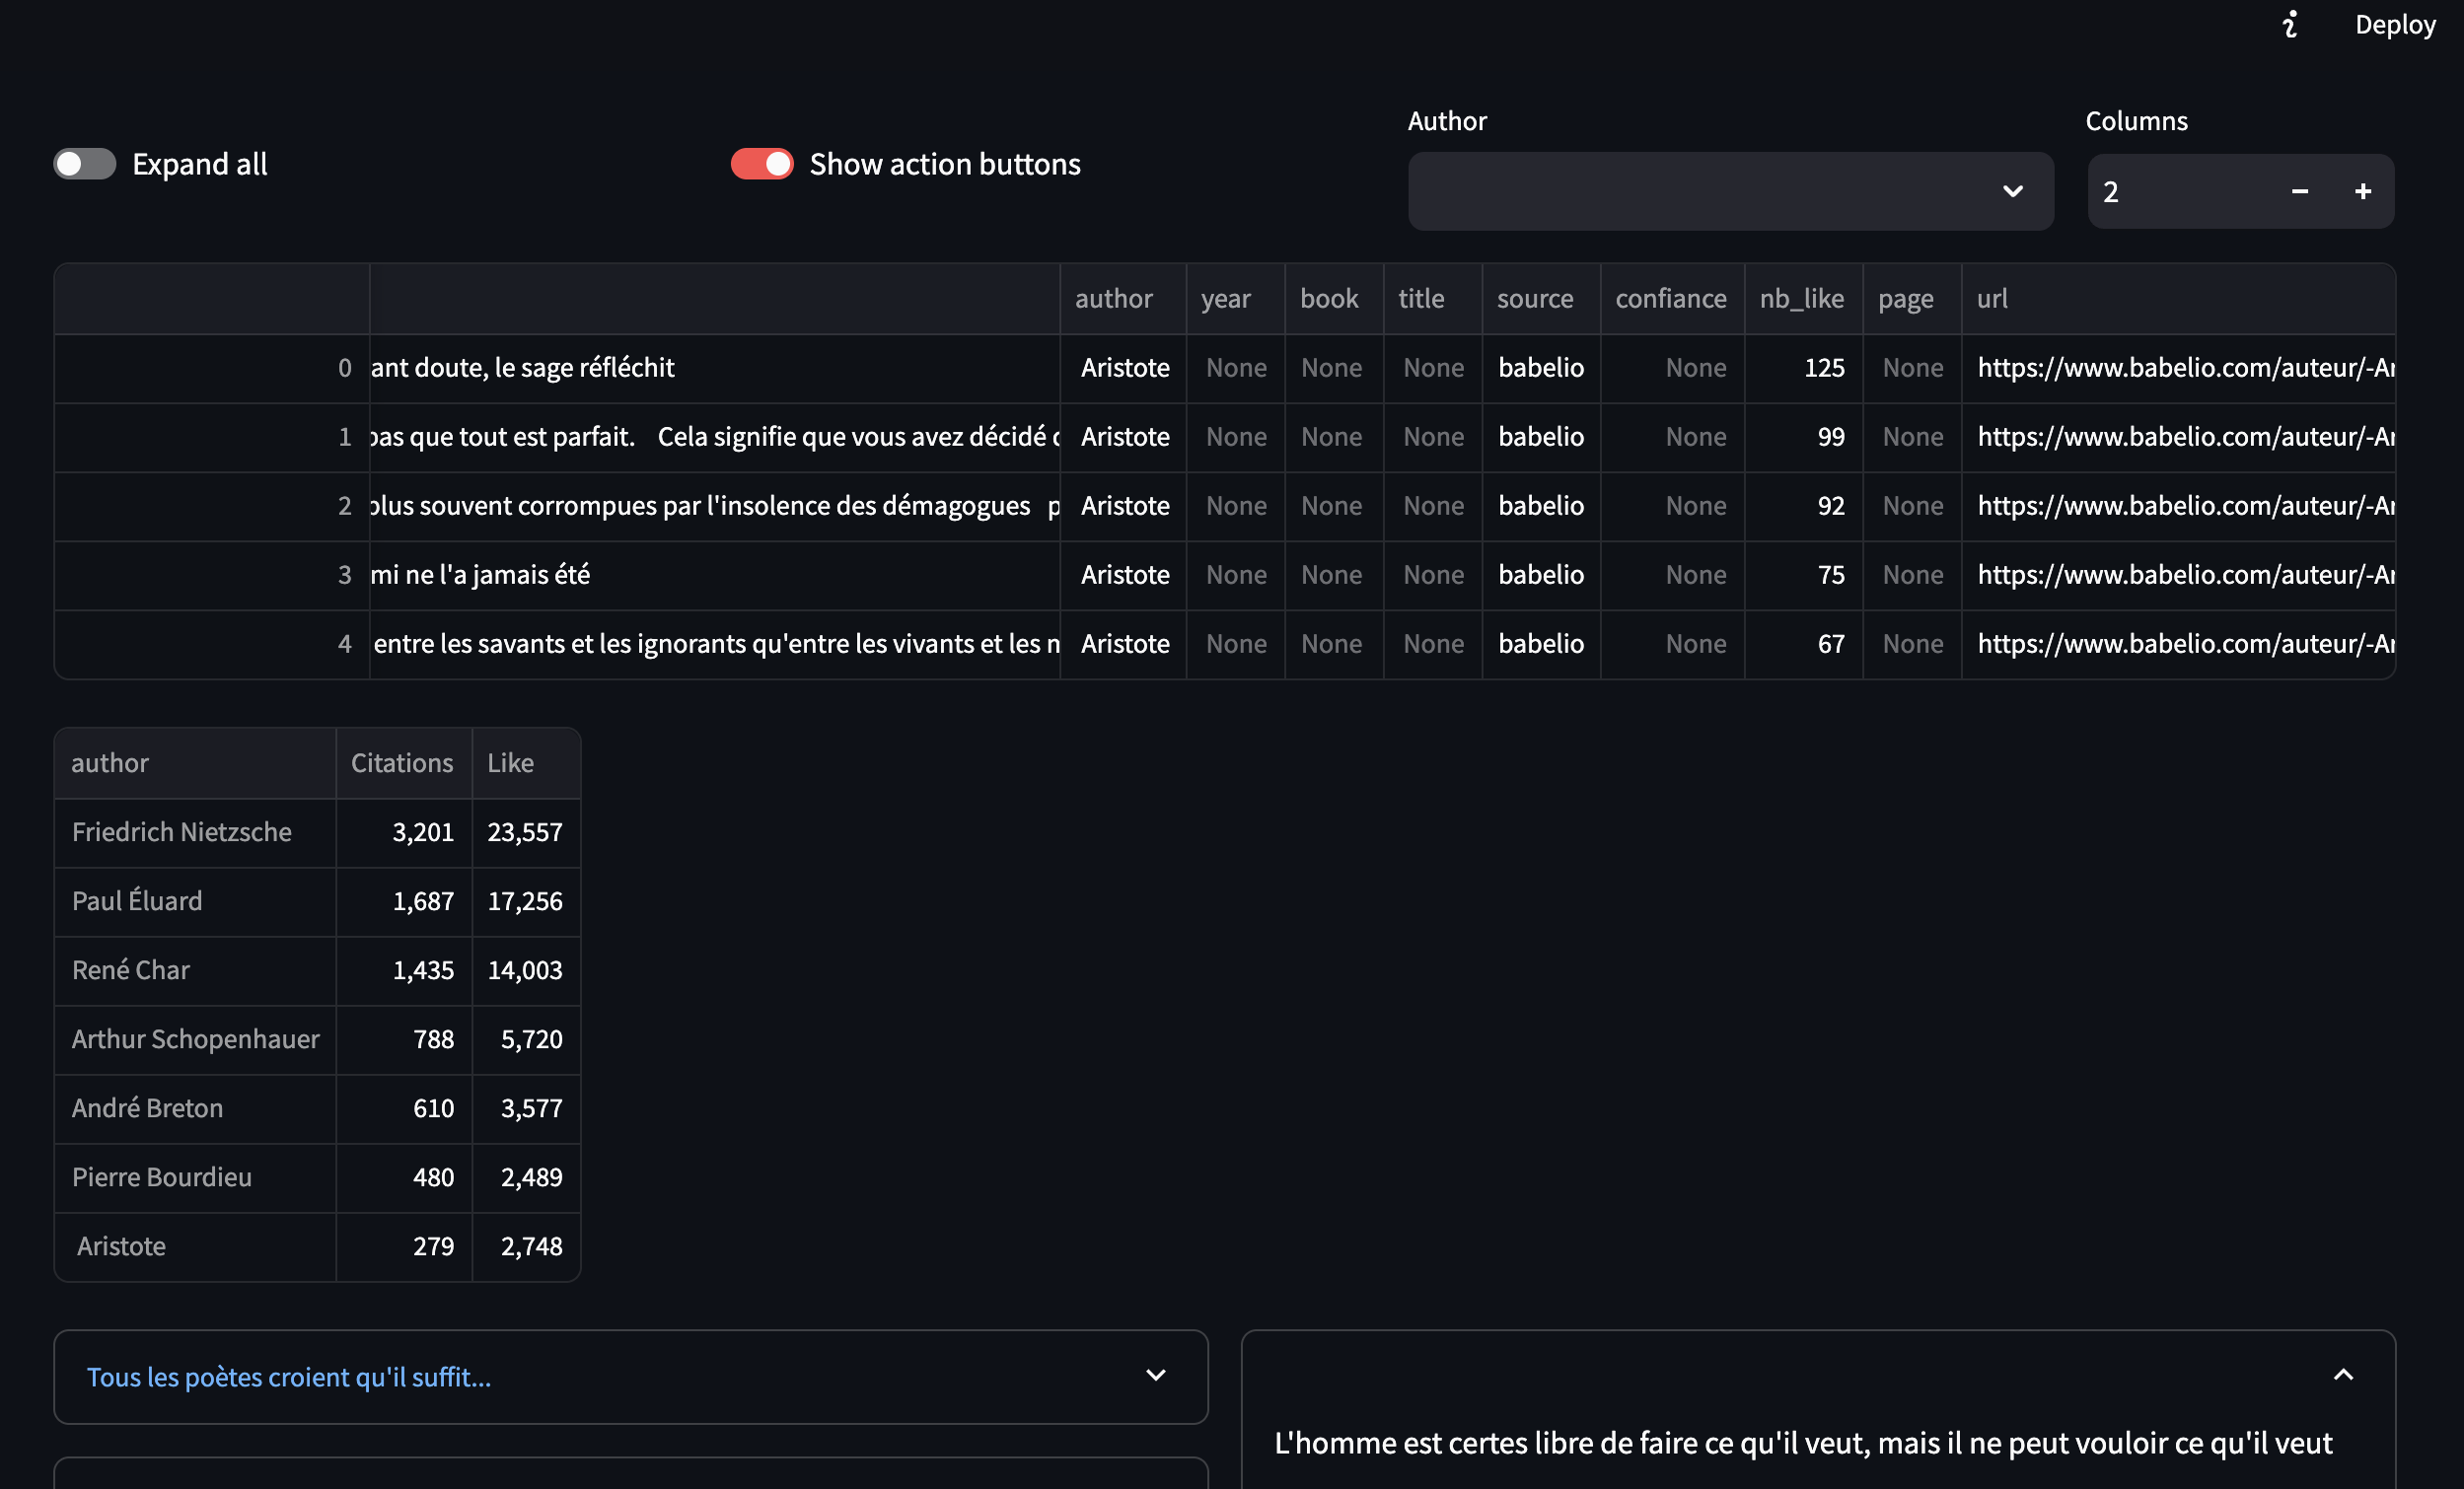 Deploy
Author
Columns
Expand all
Show action buttons
2
author year book title source confiance nb_like page url
0 ant doute, le sage réfléchit Aristote None None None babelio None 125 None https://www.babelio.com/auteur/-Ar
1 pas que tout est parfait. Cela signifie que vous avez décidé Aristote None None None babelio None 99 None https://www.babelio.com/auteur/-Ar
2 plus souvent corrompues par l'insolence des démagogues p Aristote None None None babelio None 92 None https://www.babelio.com/auteur/-Ar
3 mi ne l'a jamais été Aristote None None None babelio None 75 None https://www.babelio.com/auteur/-Ar
4 entre les savants et les ignorants qu'entre les vivants et les Aristote None None None babelio None 67 None https://www.babelio.com/auteur/-Ar
author Citations Like
Friedrich Nietzsche 3,201 23,557
Paul Éluard 1,687 17,256
René Char 1,435 14,003
Arthur Schopenhauer 788 5,720
André Breton 610 3,577
Pierre Bourdieu 480 2,489
Aristote 279 2,748
Tous les poètes croient qu'il suffit...
L'homme est certes libre de faire ce qu'il veut, mais il ne peut vouloir ce qu'il veut